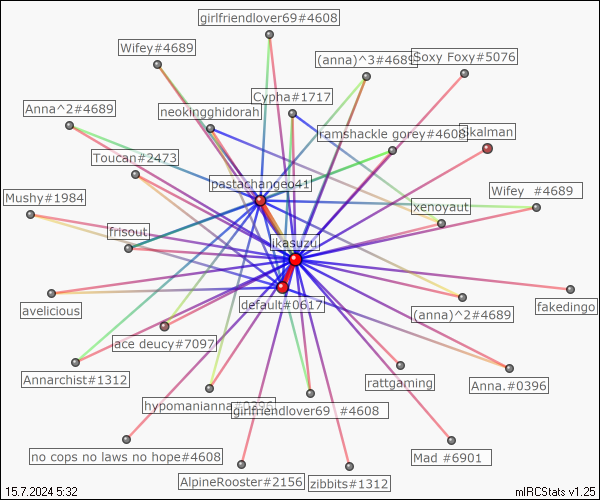 girlfriendlover69#4608
Wifey#4689
(anna)^3#4689
Soxy Foxy#5076
Cypha#1717
Anna^2#4689
neokingghidorah
ramshackle gorey#4608
Skalman
Toucan#2473
pastachangeo41
Mushy#1984
Wifey #4689
xenoyaut
frisout
ikasuzu
avelicious
default#0617
(anna)^2#4689
fakedingo
ace deucy#7097
Annarchist#1312
rattgaming
Anna.#0396
hypomanianna#0396
girlfriendlover69 #4608
no cops no laws no hope#4608
Mad #6901
AlpineRooster#2156
zibbits#1312
15.7.2024 5:32
mIRCStats v1.25